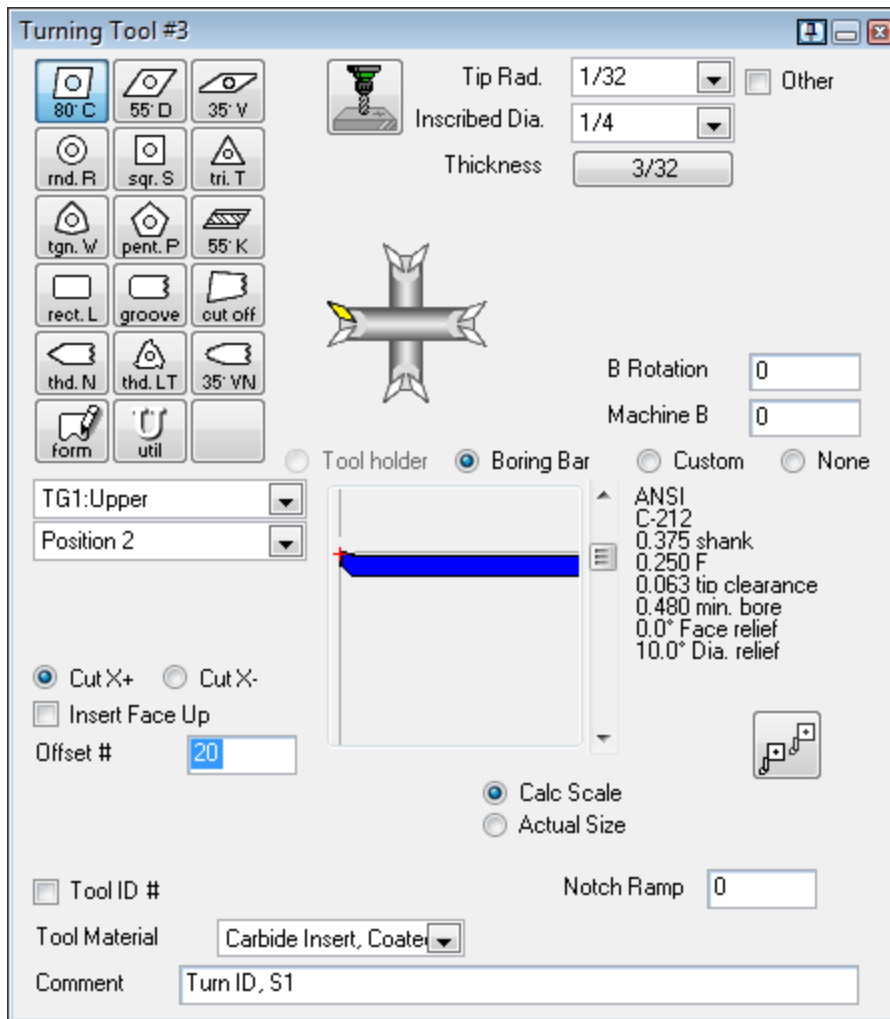 Turning Tool #3
80° C
55° D
35° V
rnd. R
sqr. S
tri. T
tgn. W
pent. P
55° K
rect. L
groove
cut off
thd. N
thd. LT
35° VN
form
util
Tip Rad.
1/32
Other
Inscribed Dia.
1/4
Thickness
3/32
B Rotation
0
Machine B
0
Tool holder
Boring Bar
Custom
None
TG1:Upper
Position 2
ANSI
C-212
0.375 shank
0.250 F
0.063 tip clearance
0.480 min. bore
0.0° Face relief
10.0° Dia. relief
Cut X+
Cut X-
Insert Face Up
Offset #
20
Calc Scale
Actual Size
Tool ID #
Notch Ramp
0
Tool Material
Carbide Insert, Coate
Comment
Turn ID, S1